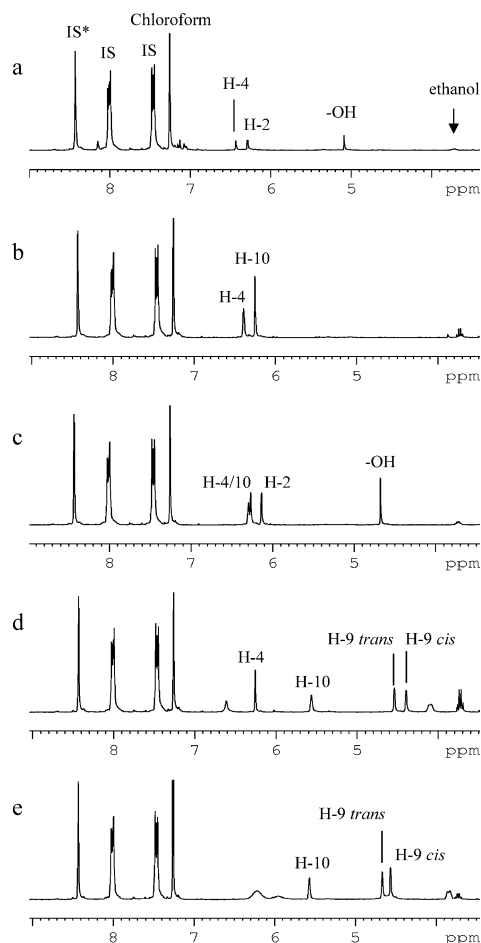 IS*
IS
IS
Chloroform
a
H-4
H-2
-OH
ethanol
8 7 6 5 ppm
b
H-4
H-10
8 7 6 5 ppm
c
H-4/10
H-2
-OH
8 7 6 5 ppm
d
H-4
H-10
H-9 trans
H-9 cis
8 7 6 5 ppm
e
H-10
H-9 trans
H-9 cis
8 7 6 5 ppm